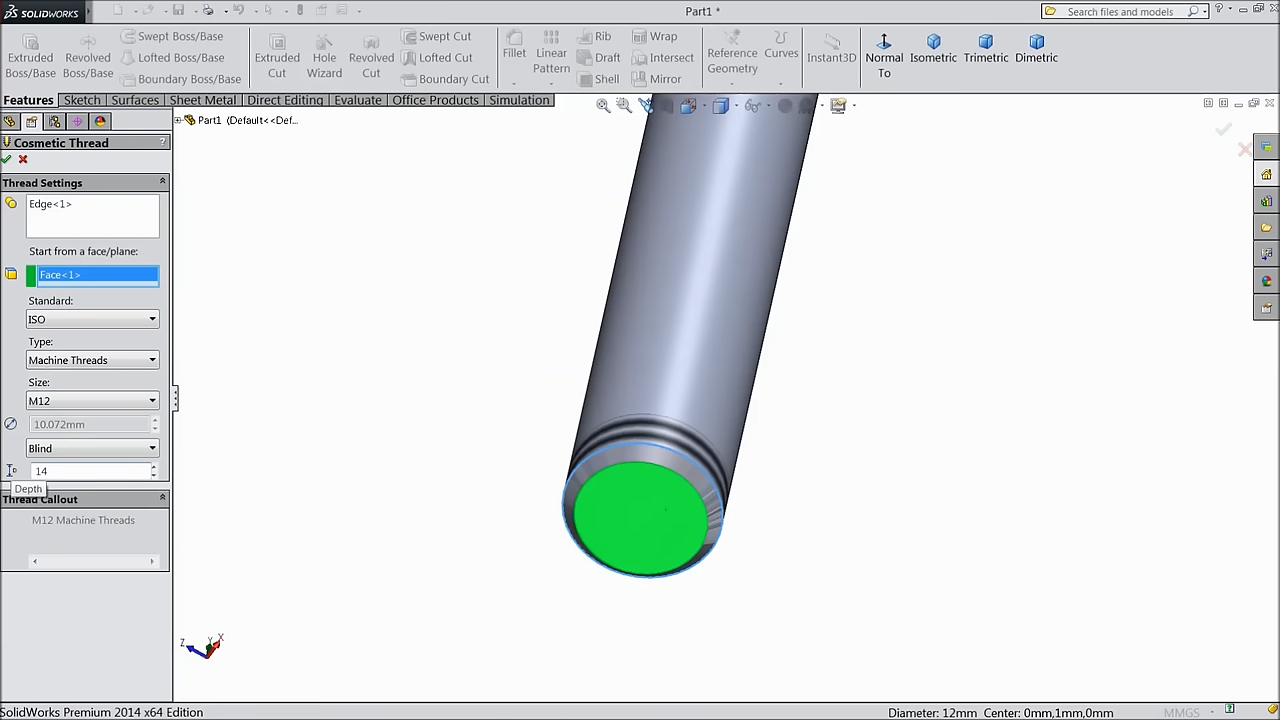 SOLIDWORKS
Part1 *
Search files and models
Extruded Boss/Base
Revolved Boss/Base
Swept Boss/Base
Lofted Boss/Base
Boundary Boss/Base
Extruded Cut
Hole Wizard
Revolved Cut
Swept Cut
Lofted Cut
Boundary Cut
Fillet
Linear Pattern
Rib
Draft
Shell
Wrap
Intersect
Mirror
Reference Geometry
Curves
Instant3D
Normal To
Isometric
Trimetric
Dimetric
Features
Sketch
Surfaces
Sheet Metal
Direct Editing
Evaluate
Office Products
Simulation
Part1 (Default<<Def...
Cosmetic Thread
?
Thread Settings
Edge<1>
Start from a face/plane:
Face<1>
Standard:
ISO
Type:
Machine Threads
Size:
M12
10.072mm
Blind
14
Depth
Thread Callout
M12 Machine Threads
Z
Y
X
SolidWorks Premium 2014 x64 Edition
Diameter: 12mm Center: 0mm,1mm,0mm
MMGS